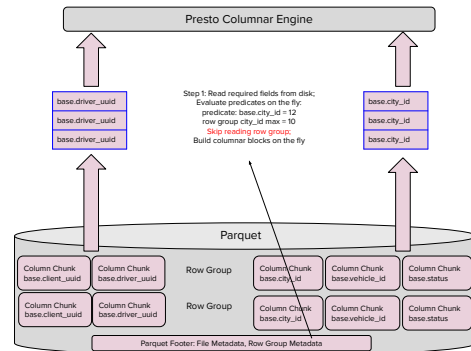 Presto Columnar Engine
base.driver_uuid
base.driver_uuid
base.driver_uuid
Step 1: Read required fields from disk;
Evaluate predicates on the fly:
predicate: base.city_id = 12
row group city_id max = 10
Skip reading row group;
Build columnar blocks on the fly
base.city_id
base.city_id
base.city_id
Parquet
Column Chunk
base.client_uuid
Column Chunk
base.driver_uuid
Row Group
Column Chunk
base.city_id
Column Chunk
base.vehicle_id
Column Chunk
base.status
Column Chunk
base.client_uuid
Column Chunk
base.driver_uuid
Row Group
Column Chunk
base.city_id
Column Chunk
base.vehicle_id
Column Chunk
base.status
Parquet Footer: File Metadata, Row Group Metadata